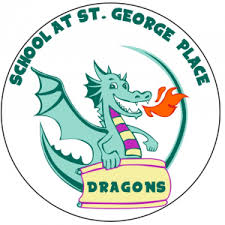 SCHOOL AT ST. GEORGE PLACE
DRAGONS